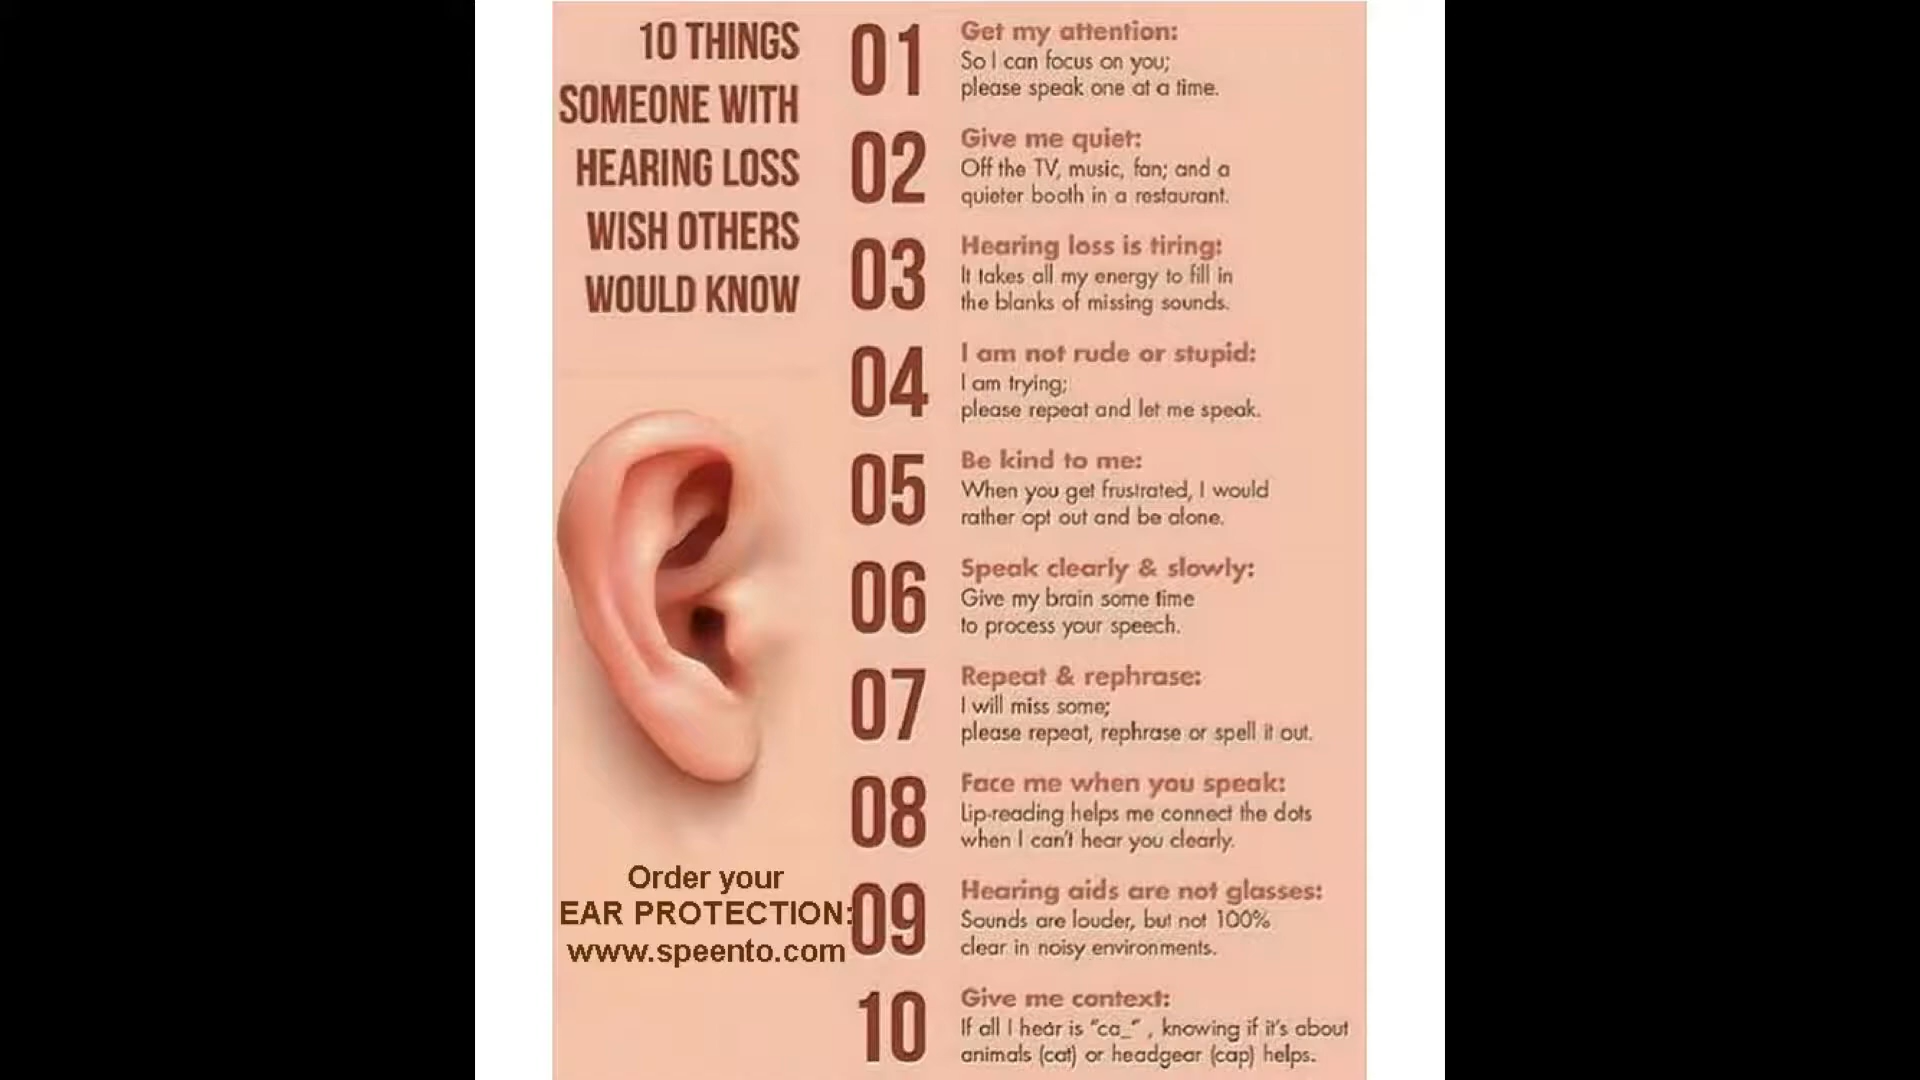 10 THINGS
SOMEONE WITH
HEARING LOSS
WISH OTHERS
WOULD KNOW
01
Get my attention:
So I can focus on you;
please speak one at a time.
02
Give me quiet:
Off the TV, music, fan; and a
quieter booth in a restaurant.
03
Hearing loss is tiring:
It takes all my energy to fill in
the blanks of missing sounds.
04
I am not rude or stupid:
I am trying;
please repeat and let me speak.
05
Be kind to me:
When you get frustrated, I would
rather opt out and be alone.
06
Speak clearly & slowly:
Give my brain some time
to process your speech.
07
Repeat & rephrase:
I will miss some;
please repeat, rephrase or spell it out.
08
Face me when you speak:
Lip-reading helps me connect the dots
when I can't hear you clearly.
09
Hearing aids are not glasses:
Sounds are louder, but not 100%
clear in noisy environments.
10
Give me context:
If all I hear is "ca_" , knowing if it's about
animals (cat) or headgear (cap) helps.
Order your
EAR PROTECTION:
www.speento.com